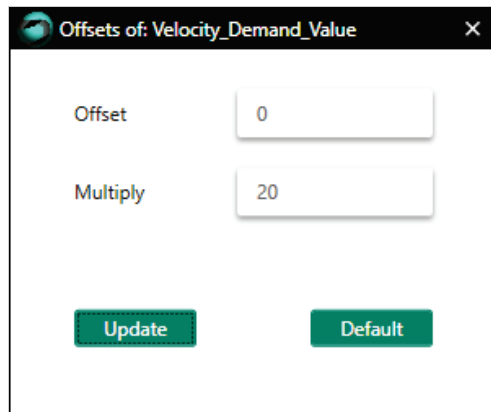 Offsets of: Velocity_Demand_Value
Offset 0
Multiply 20
Update Default